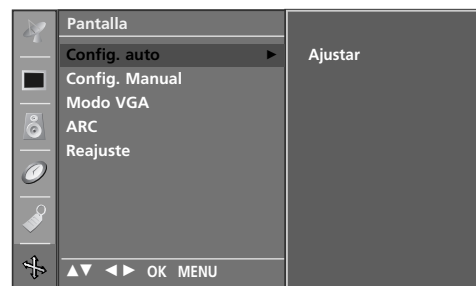 Pantalla
Config. auto ► Ajustar
Config. Manual
Modo VGA
ARC
Reajuste
▲▼ ◄► OK MENU